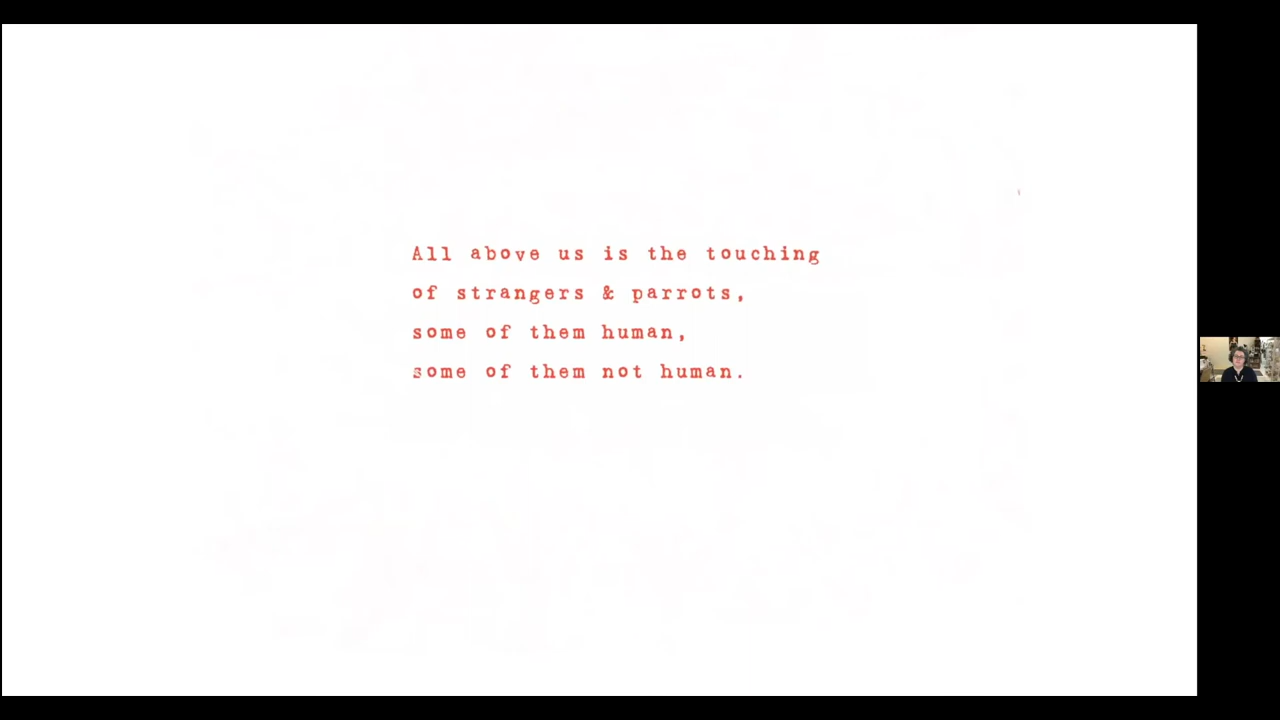 All above us is the touching
of strangers & parrots,
some of them human,
some of them not human.